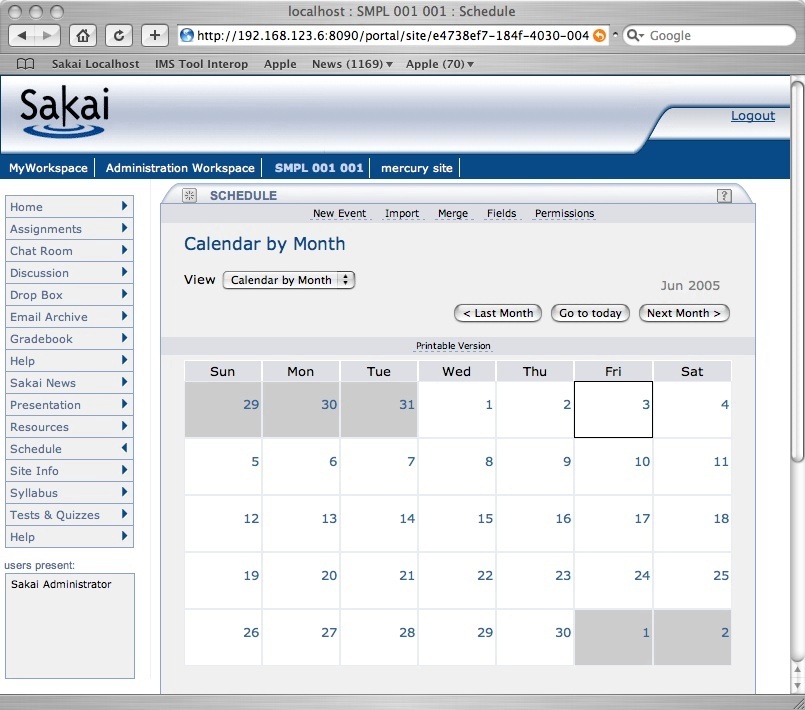 localhost : SMPL 001 001 : Schedule
http://192.168.123.6:8090/portal/site/e4738ef7-184f-4030-004
Google
Sakai Localhost IMS Tool Interop Apple News (1169) Apple (70)
Sakai
Logout
MyWorkspace Administration Workspace SMPL 001 001 mercury site
Home
Assignments
Chat Room
Discussion
Drop Box
Email Archive
Gradebook
Help
Sakai News
Presentation
Resources
Schedule
Site Info
Syllabus
Tests & Quizzes
Help
users present:
Sakai Administrator
SCHEDULE ?
New Event Import Merge Fields Permissions
Calendar by Month
View Calendar by Month
Jun 2005
< Last Month Go to today Next Month >
Printable Version
Sun Mon Tue Wed Thu Fri Sat
29 30 31 1 2 3 4
5 6 7 8 9 10 11
12 13 14 15 16 17 18
19 20 21 22 23 24 25
26 27 28 29 30 1 2